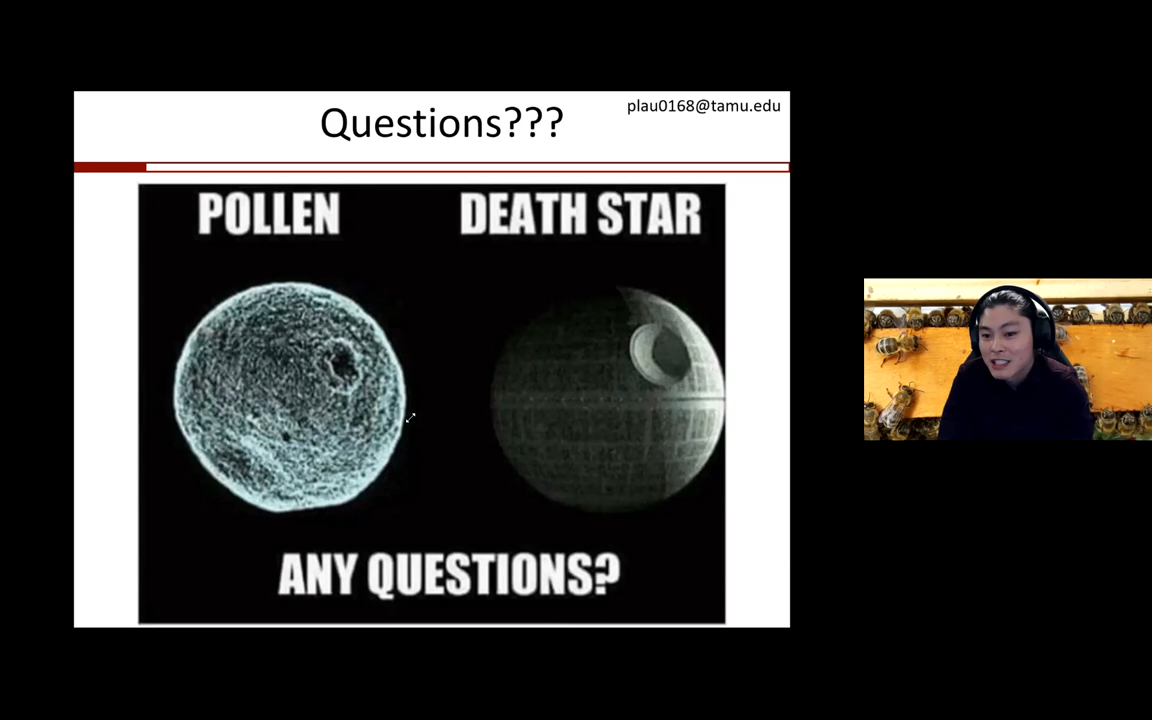 Questions???
plau0168@tamu.edu
POLLEN
DEATH STAR
ANY QUESTIONS?